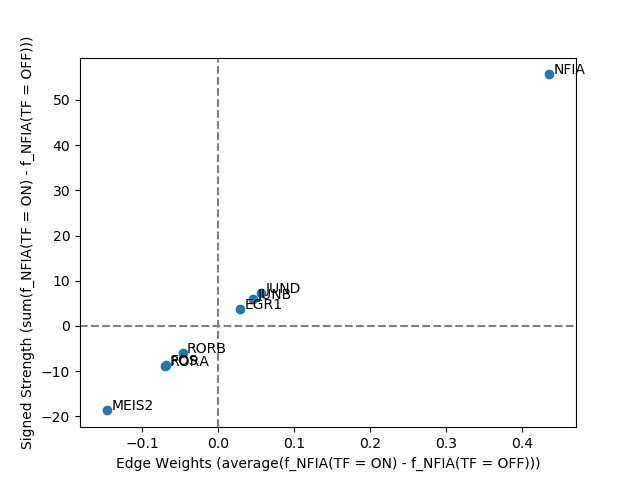 Signed Strength (sum(f_NFIA(TF = ON) - f_NFIA(TF = OFF)))
50
40
30
20
10
0
−10
−20
NFIA
JUND
JUNB
EGR1
RORB
FOS
RORA
MEIS2
−0.1
0.0
0.1
0.2
0.3
0.4
Edge Weights (average(f_NFIA(TF = ON) - f_NFIA(TF = OFF)))